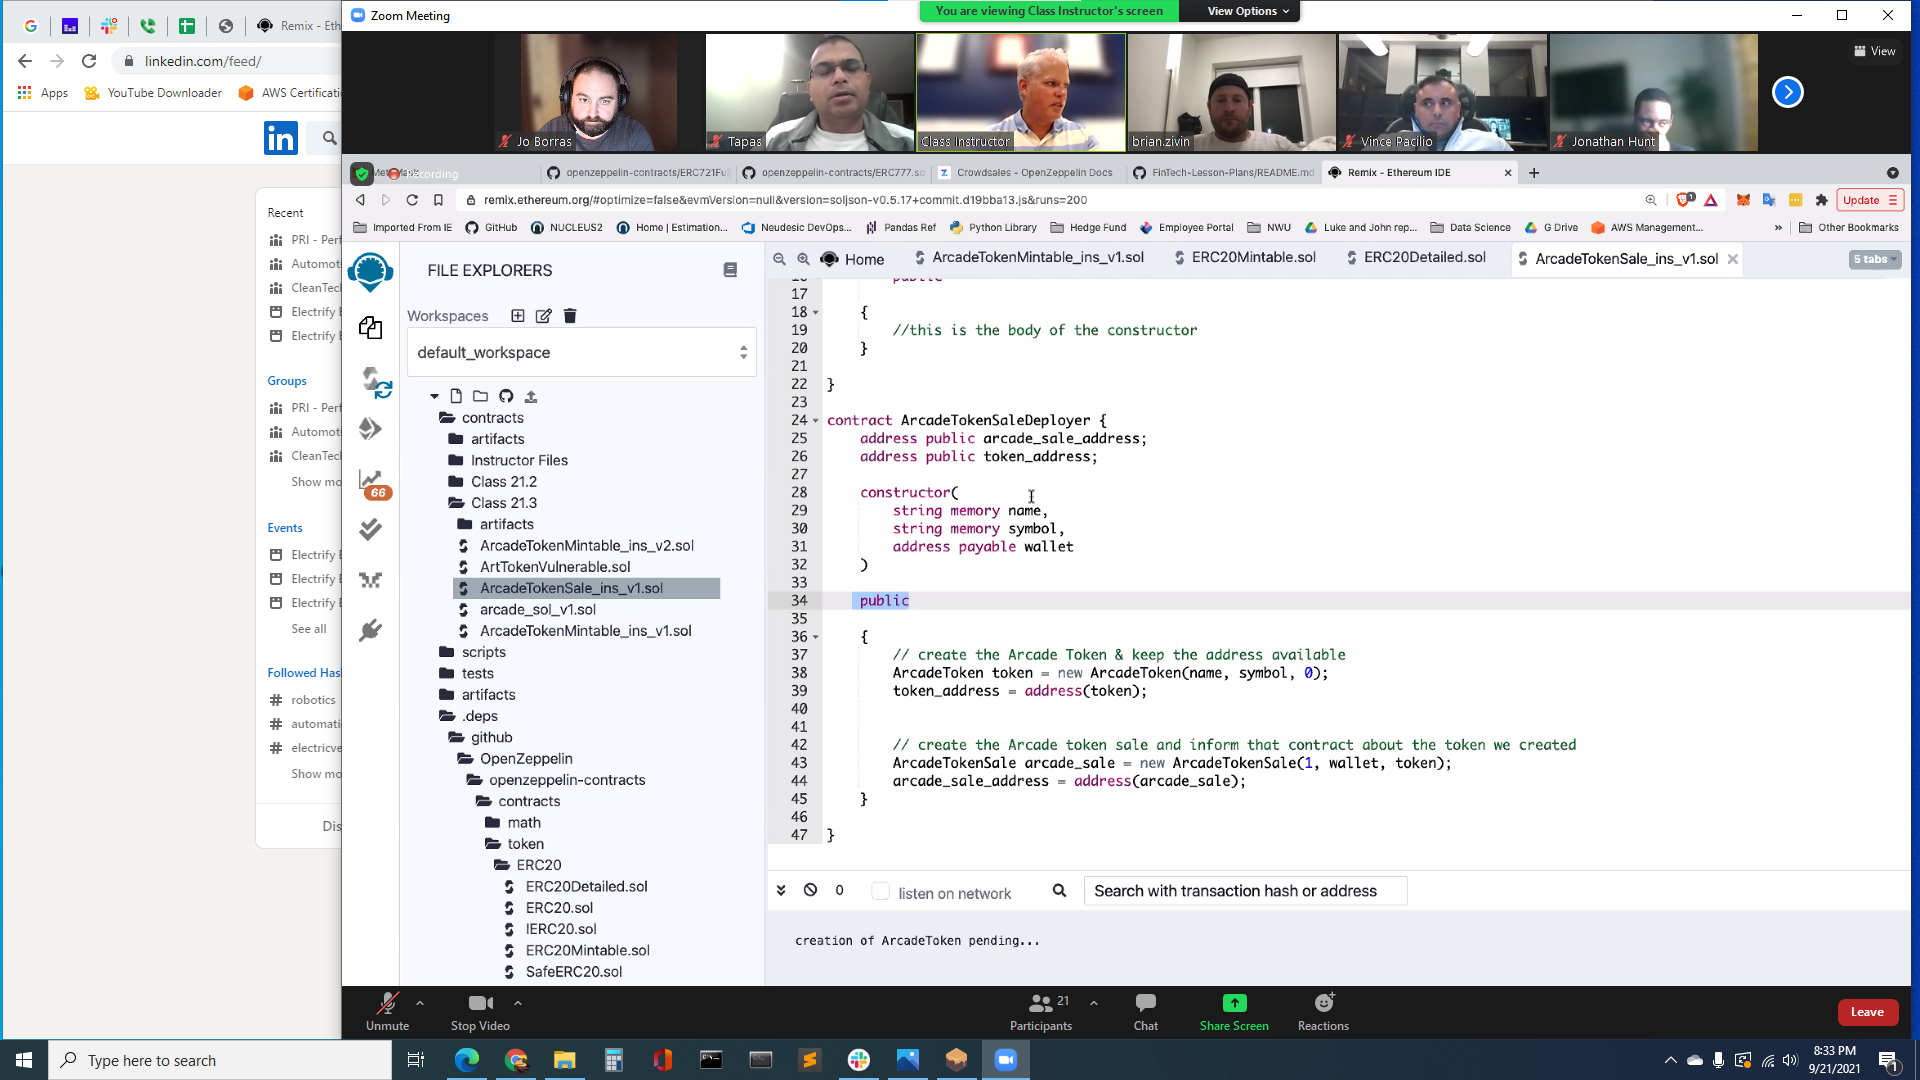 Remix - Eth
linkedin.com/feed/
Apps
YouTube Downloader
AWS Certificati
in
Recent
PRI - Perf
Automoti
CleanTech
Electrify
Electrify
Groups
PRI - Perf
Automoti
CleanTech
Show mo
Events
Electrify
Electrify
Electrify
See all
Followed Has
# robotics
# automati
# electricve
Show mo
Dis
Zoom Meeting
You are viewing Class Instructor's screen
View Options
Jo Borras
Tapas
Class Instructor
brian.zivin
Vince Pacilio
Jonathan Hunt
View
Recording
openzeppelin-contracts/ERC721Ful
openzeppelin-contracts/ERC777.so
Crowdsales - OpenZeppelin Docs
FinTech-Lesson-Plans/README.md
Remix - Ethereum IDE
remix.ethereum.org/#optimize=false&evmVersion=null&version=soljson-v0.5.17+commit.d19bba13.js&runs=200
Update
Imported From IE
GitHub
NUCLEUS2
Home | Estimation...
Neudesic DevOps...
Pandas Ref
Python Library
Hedge Fund
Employee Portal
NWU
Luke and John rep...
Data Science
G Drive
AWS Management...
»
Other Bookmarks
FILE EXPLORERS
Workspaces
default_workspace
contracts
artifacts
Instructor Files
Class 21.2
Class 21.3
artifacts
ArcadeTokenMintable_ins_v2.sol
ArtTokenVulnerable.sol
ArcadeTokenSale_ins_v1.sol
arcade_sol_v1.sol
ArcadeTokenMintable_ins_v1.sol
scripts
tests
artifacts
.deps
github
OpenZeppelin
openzeppelin-contracts
contracts
math
token
ERC20
ERC20Detailed.sol
ERC20.sol
IERC20.sol
ERC20Mintable.sol
SafeERC20.sol
66
Home
ArcadeTokenMintable_ins_v1.sol
ERC20Mintable.sol
ERC20Detailed.sol
ArcadeTokenSale_ins_v1.sol
5 tabs
16 public
17
18 {
19 //this is the body of the constructor
20 }
21
22 }
23
24 contract ArcadeTokenSaleDeployer {
25 address public arcade_sale_address;
26 address public token_address;
27
28 constructor(
29 string memory name,
30 string memory symbol,
31 address payable wallet
32 )
33
34 public
35
36 {
37 // create the Arcade Token & keep the address available
38 ArcadeToken token = new ArcadeToken(name, symbol, 0);
39 token_address = address(token);
40
41
42 // create the Arcade token sale and inform that contract about the token we created
43 ArcadeTokenSale arcade_sale = new ArcadeTokenSale(1, wallet, token);
44 arcade_sale_address = address(arcade_sale);
45 }
46
47 }
0
listen on network
Search with transaction hash or address
creation of ArcadeToken pending...
Unmute
Stop Video
21
Participants
Chat
Share Screen
Reactions
Leave
Type here to search
8:33 PM
9/21/2021
1